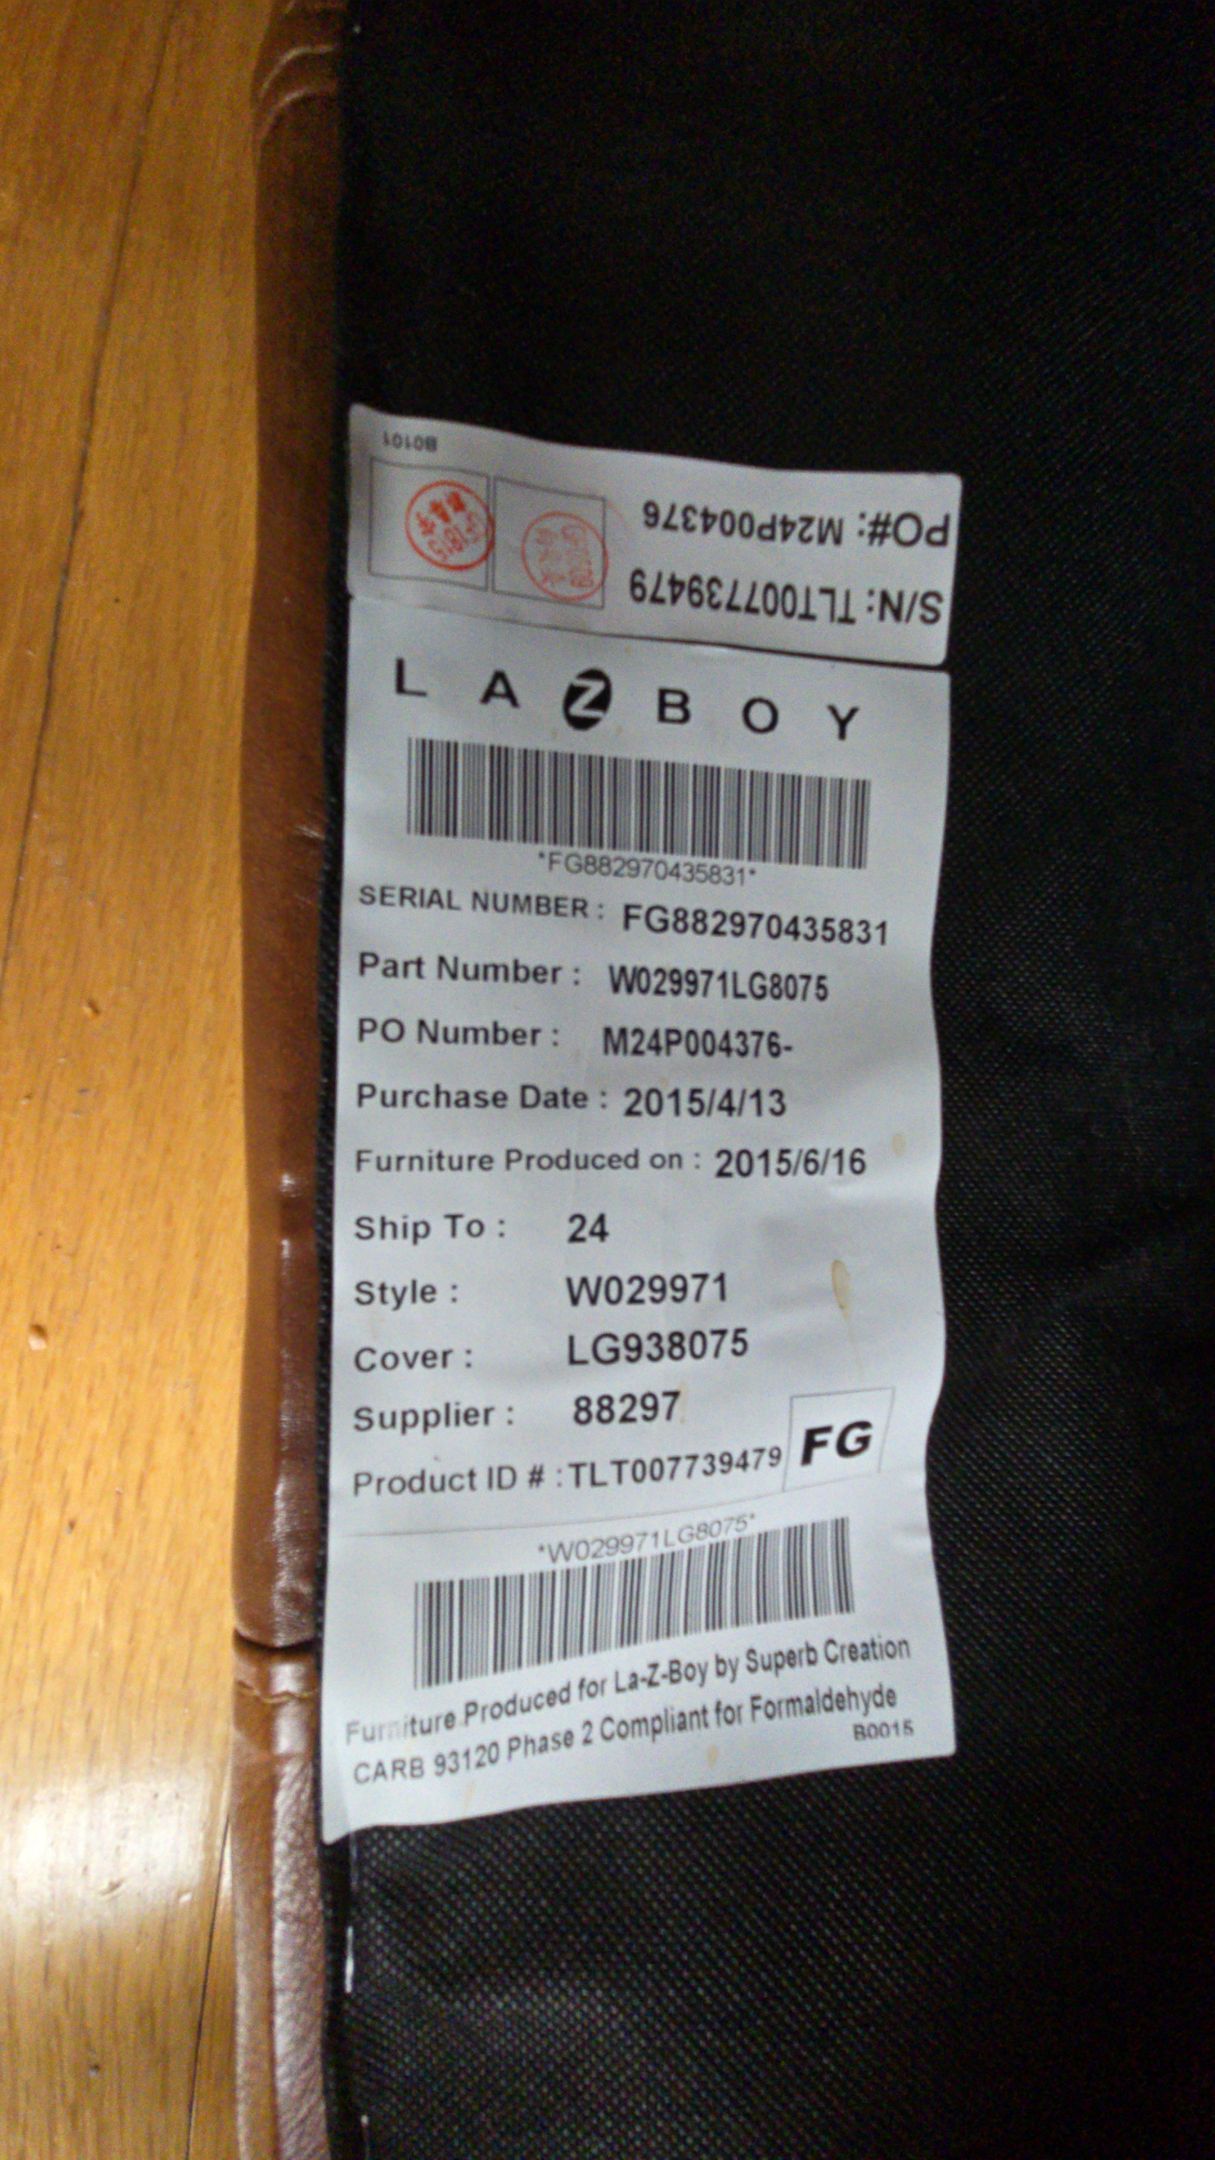 B0101
PO#: M24P004376
S/N: TLT007739479
LAZBOY
*FG882970435831*
SERIAL NUMBER : FG882970435831
Part Number : W029971LG8075
PO Number : M24P004376-
Purchase Date : 2015/4/13
Furniture Produced on : 2015/6/16
Ship To : 24
Style : W029971
Cover : LG938075
Supplier : 88297
Product ID # : TLT007739479
FG
*W029971LG8075*
Furniture Produced for La-Z-Boy by Superb Creation
CARB 93120 Phase 2 Compliant for Formaldehyde
B0015